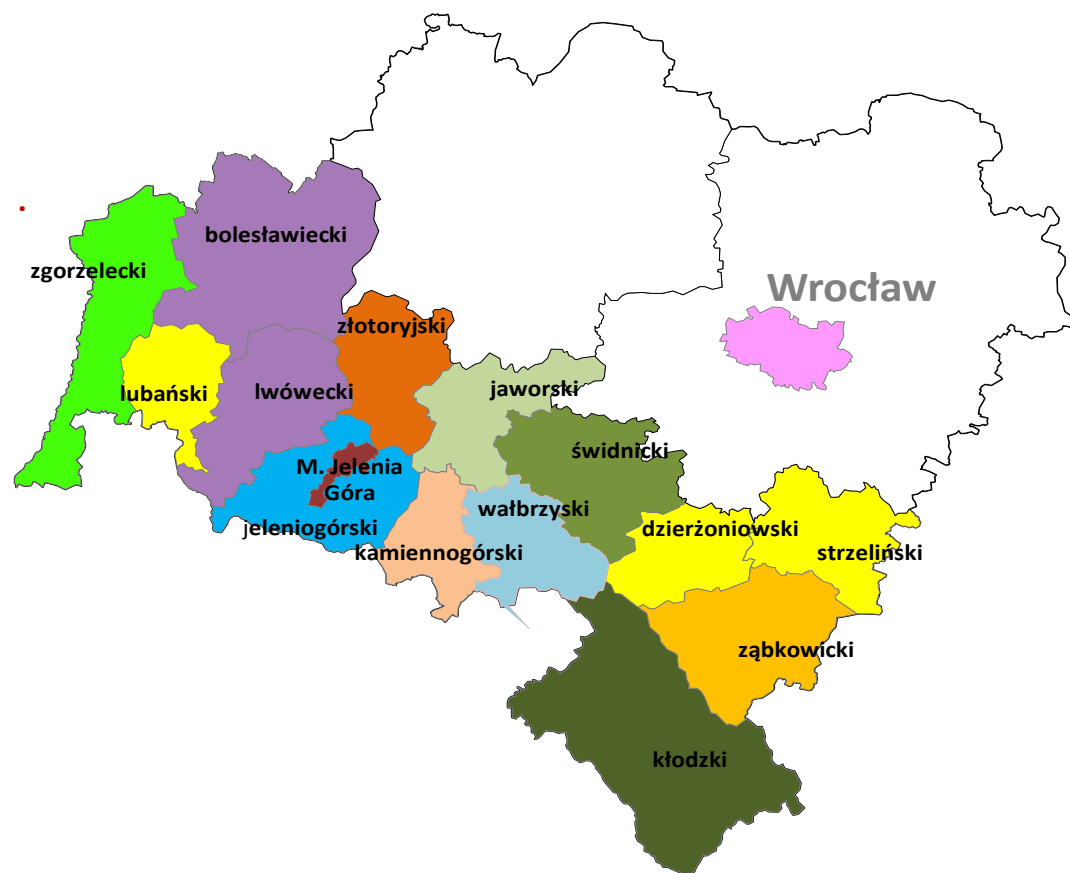 bolesławiecki
zgorzelecki
Wrocław
złotoryjski
lubański
lwówecki
jaworski
świdnicki
M. Jelenia
Góra
wałbrzyski
jeleniogórski
dzierżoniowski
kamiennogórski
strzeliński
ząbkowicki
kłodzki